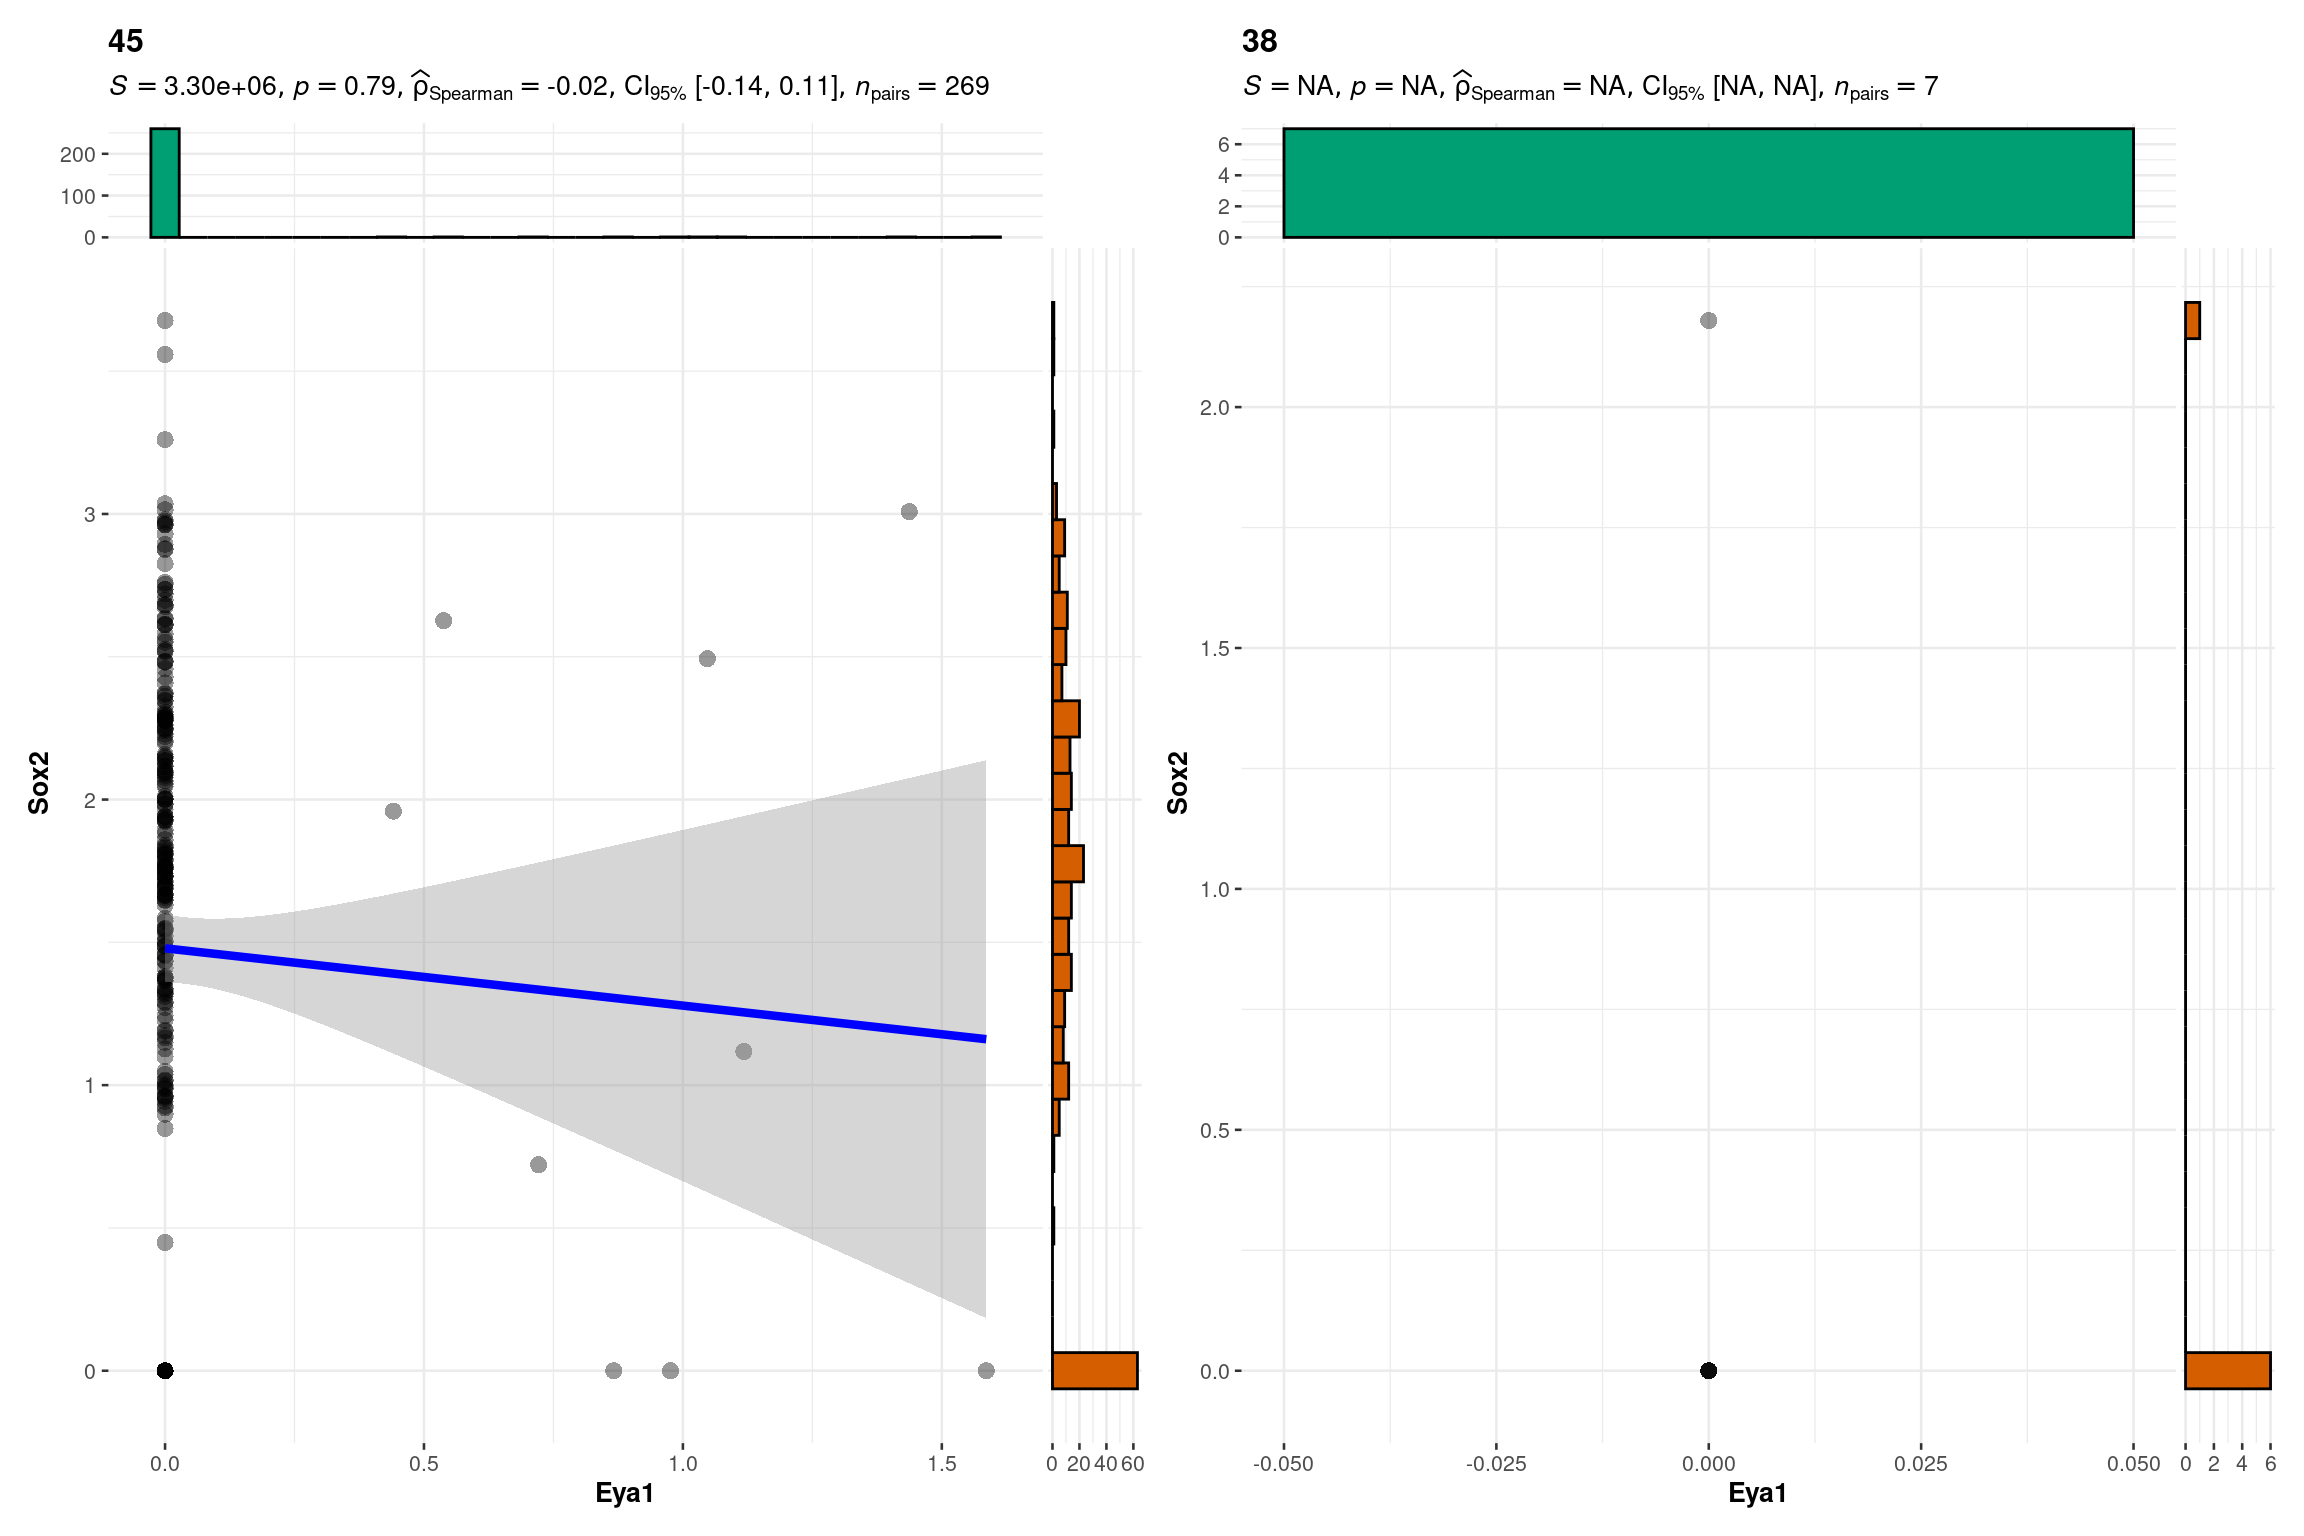 45
S = 3.30e+06, p = 0.79, ρ̂Spearman = -0.02, CI95% [-0.14, 0.11], npairs = 269
200
100
0
3
2
1
0
Sox2
0.0 0.5 1.0 1.5
0 20 40 60
Eya1
38
S = NA, p = NA, ρ̂Spearman = NA, CI95% [NA, NA], npairs = 7
6
4
2
0
2.0
1.5
1.0
0.5
0.0
Sox2
-0.050 -0.025 0.000 0.025 0.050
0 2 4 6
Eya1